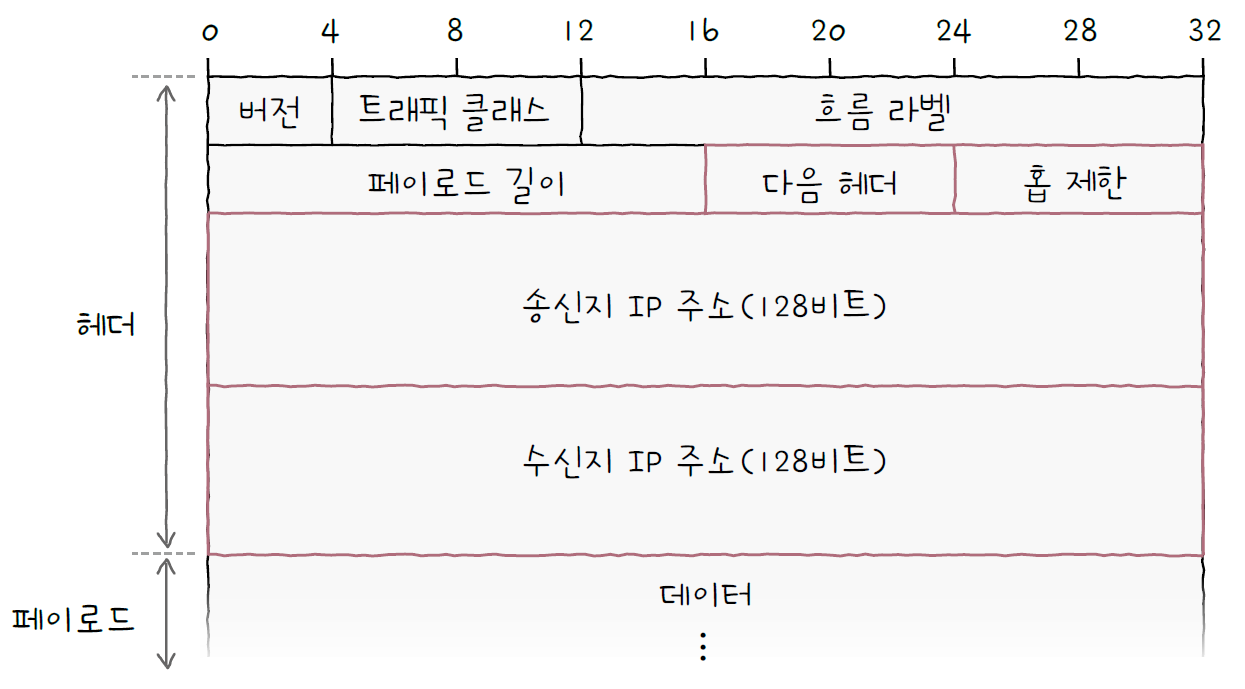 0 4 8 12 16 20 24 28 32
버전 트래픽 클래스 흐름 라벨
페이로드 길이 다음 헤더 홉 제한
송신지 IP 주소(128비트)
헤더
수신지 IP 주소(128비트)
데이터
페이로드